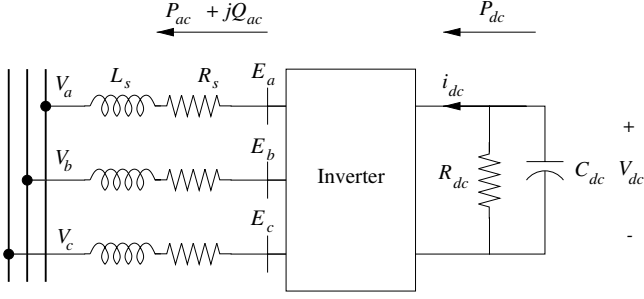 P_ac + jQ_ac
P_dc
V_a
L_s
R_s
E_a
i_dc
+
V_b
E_b
Inverter
R_dc
C_dc
V_dc
V_c
E_c
-